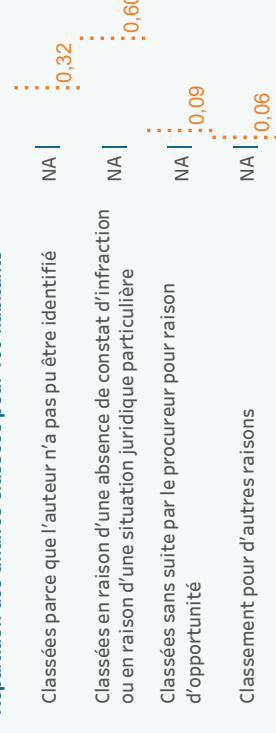 Classées parce que l'auteur n'a pas pu être identifié
NA
0,32
Classées en raison d'une absence de constat d'infraction
ou en raison d'une situation juridique particulière
NA
0,60
Classées sans suite par le procureur pour raison
d'opportunité
NA
0,09
Classement pour d'autres raisons
NA
0,06